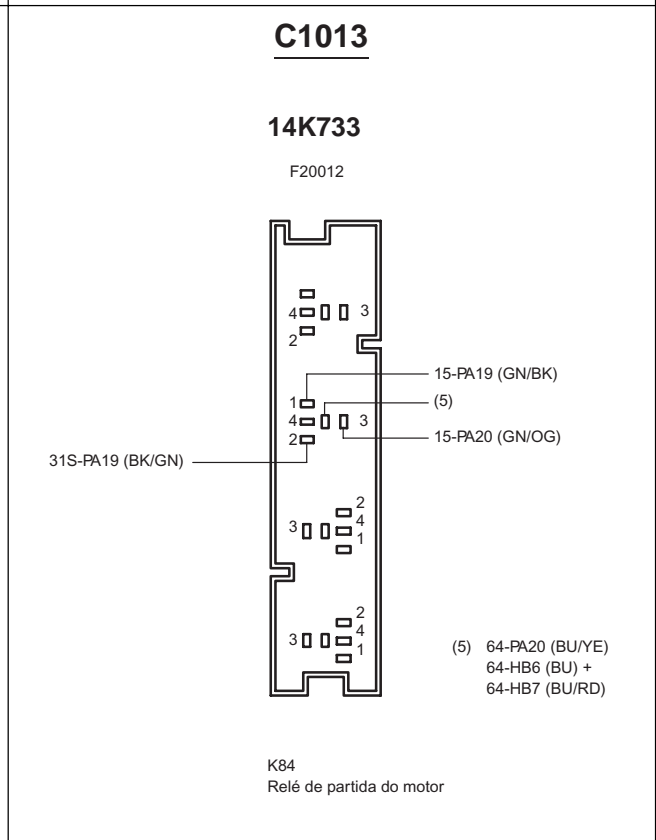 C1013
14K733
F20012
4 3
2
1 15-PA19 (GN/BK)
(5)
4 3
15-PA20 (GN/OG)
2
31S-PA19 (BK/GN)
2
3 4
1
2
3 4
1
(5) 64-PA20 (BU/YE)
64-HB6 (BU) +
64-HB7 (BU/RD)
K84
Relé de partida do motor